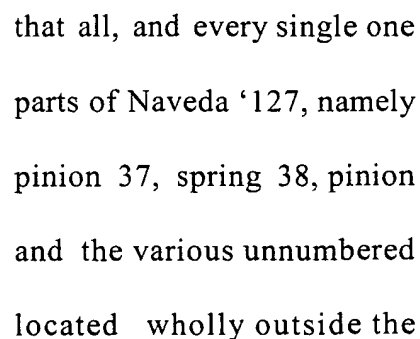 that all, and every single one
parts of Naveda ‘127, namely
pinion 37, spring 38, pinion
and the various unnumbered
located wholly outside the